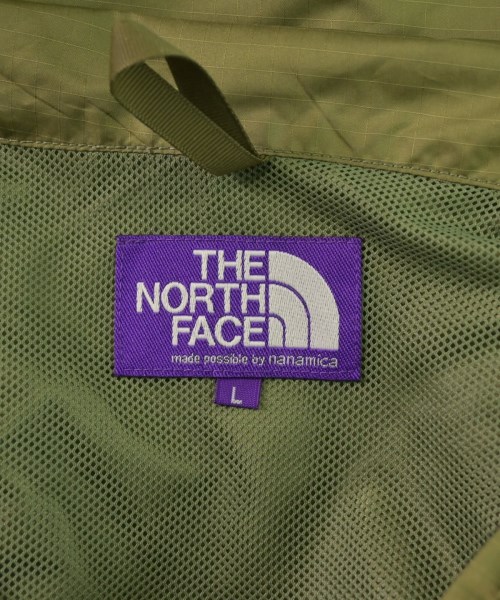 THE
NORTH
FACE
made possible by nanamica
L